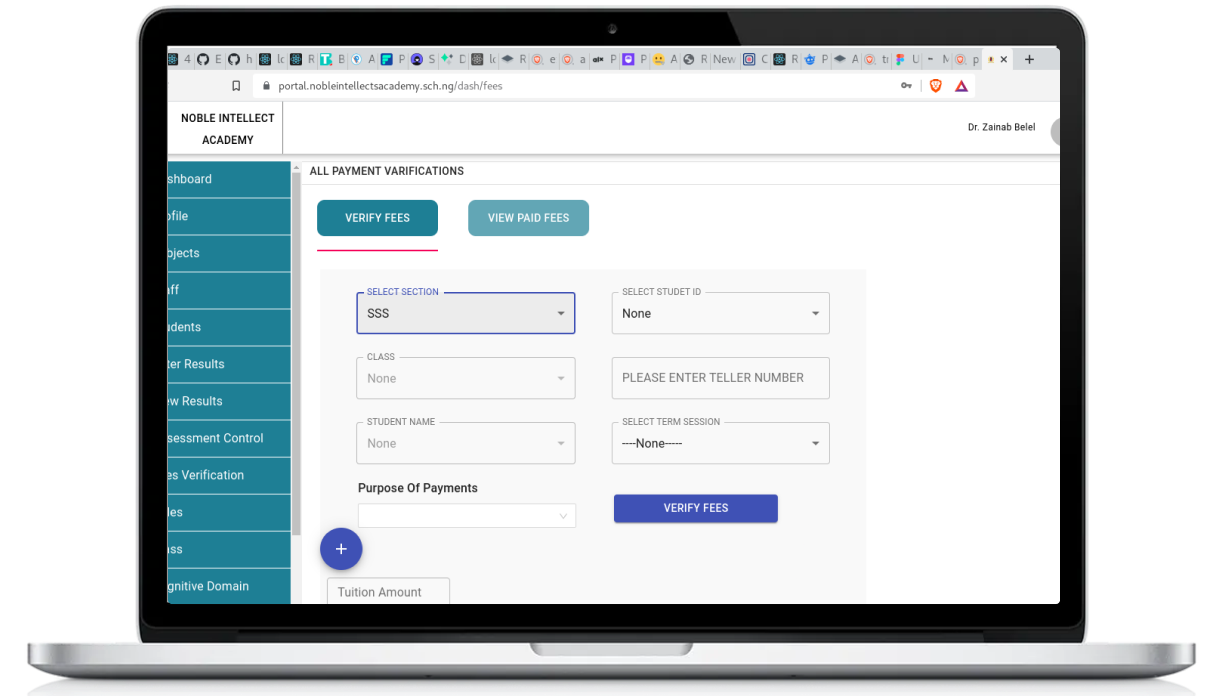 4 E h lc R B A P S D lc R e a P P A R New C R P A tr U N p
portal.nobleintellectsacademy.sch.ng/dash/fees
NOBLE INTELLECT
ACADEMY
Dr. Zainab Belel
shboard
ofile
bjects
aff
udents
ter Results
ew Results
sessment Control
es Verification
les
ass
gnitive Domain
ALL PAYMENT VARIFICATIONS
VERIFY FEES
VIEW PAID FEES
SELECT SECTION
SSS
SELECT STUDET ID
None
CLASS
None
PLEASE ENTER TELLER NUMBER
STUDENT NAME
None
SELECT TERM SESSION
----None-----
Purpose Of Payments
VERIFY FEES
+
Tuition Amount